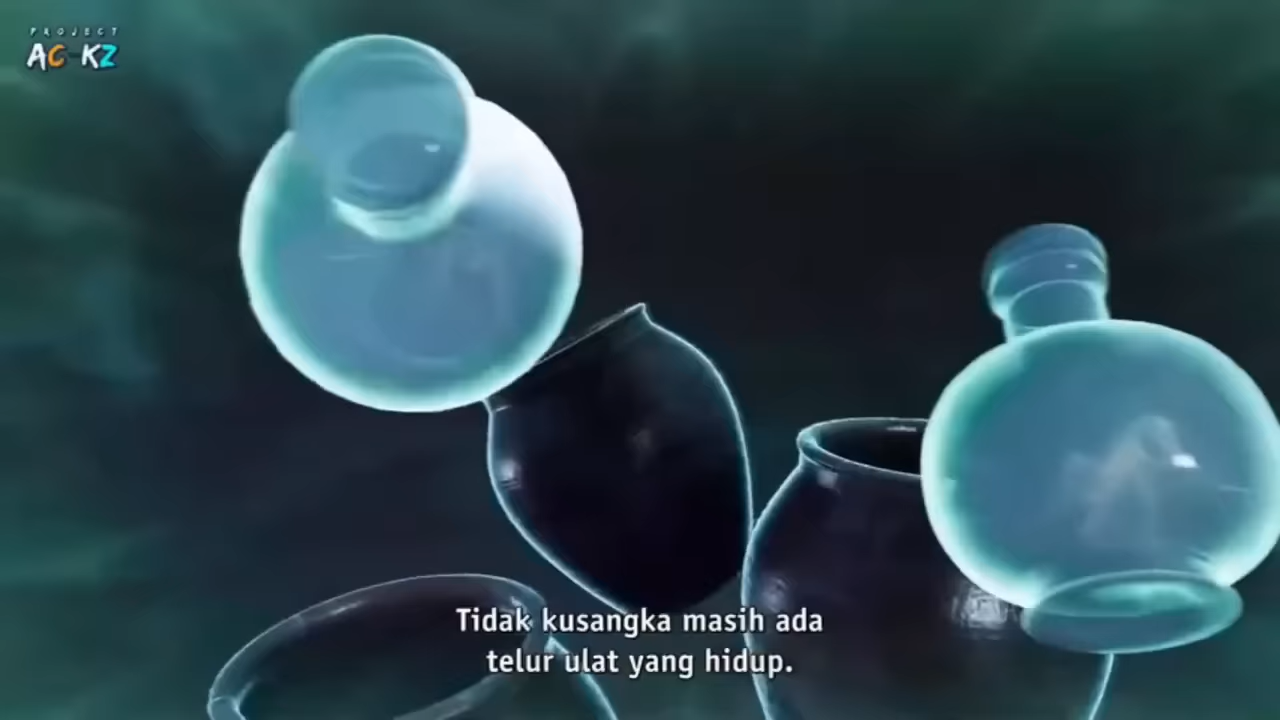 PROJECT
AC-KZ
Tidak kusangka masih ada
telur ulat yang hidup.